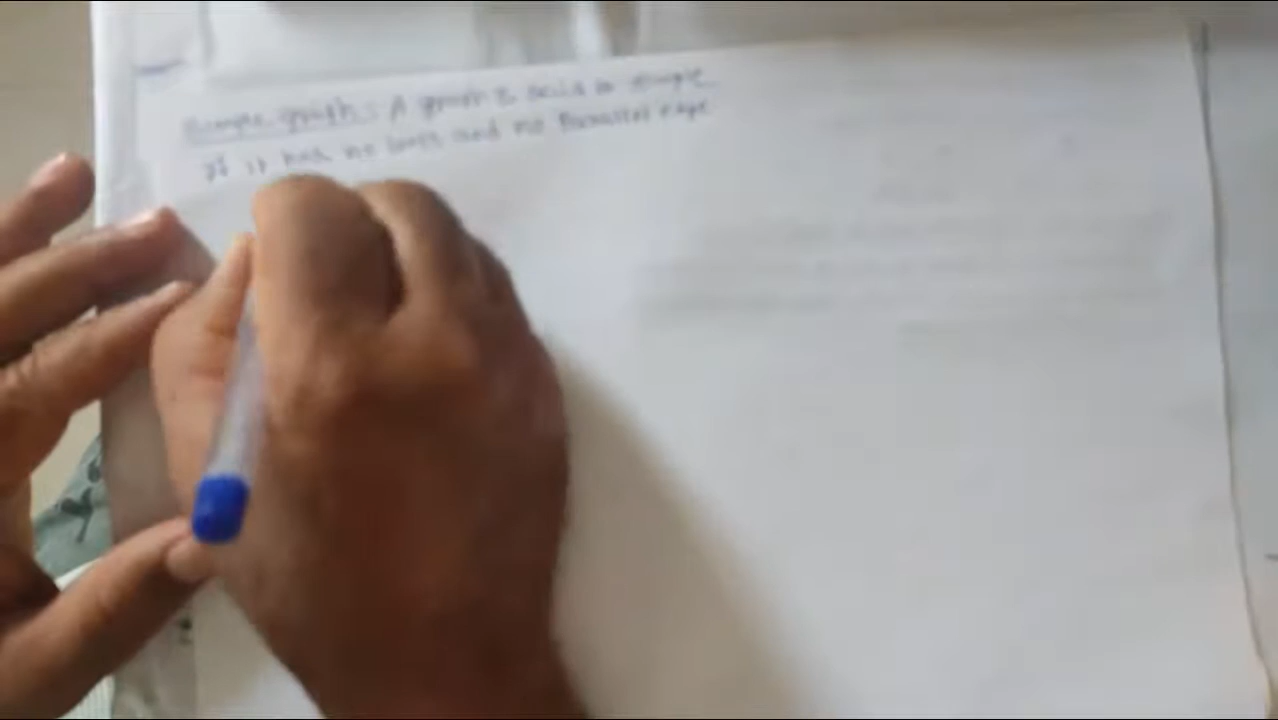 Simple graph: A graph is said to simple
if it has no loops and no Parallel edge